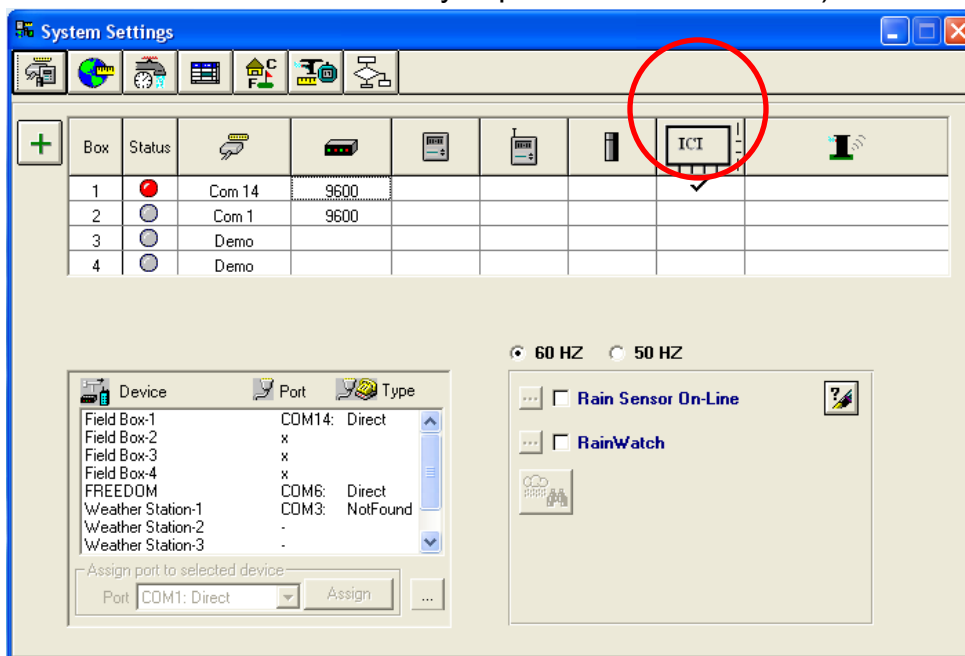 System Settings
C
F
Box Status ICI
1 Com 14 9600
2 Com 1 9600
3 Demo
4 Demo
60 HZ 50 HZ
Device Port Type
Field Box-1 COM14: Direct
Field Box-2 x
Field Box-3 x
Field Box-4 x
FREEDOM COM6: Direct
Weather Station-1 COM3: NotFound
Weather Station-2 -
Weather Station-3 -
Assign port to selected device
Port COM1: Direct Assign ...
... Rain Sensor On-Line
... RainWatch